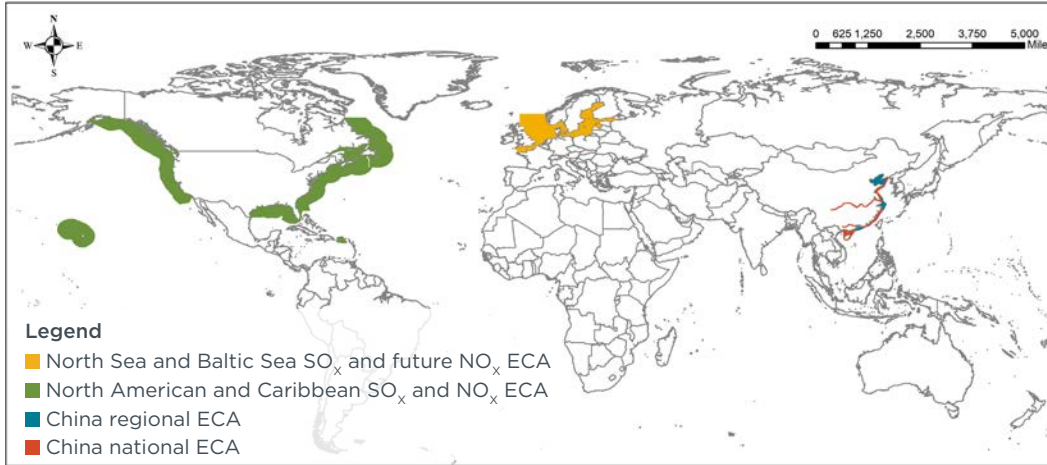 N
W E
S
0 625 1,250 2,500 3,750 5,000
Mile
Legend
North Sea and Baltic Sea SOx and future NOx ECA
North American and Caribbean SOx and NOx ECA
China regional ECA
China national ECA